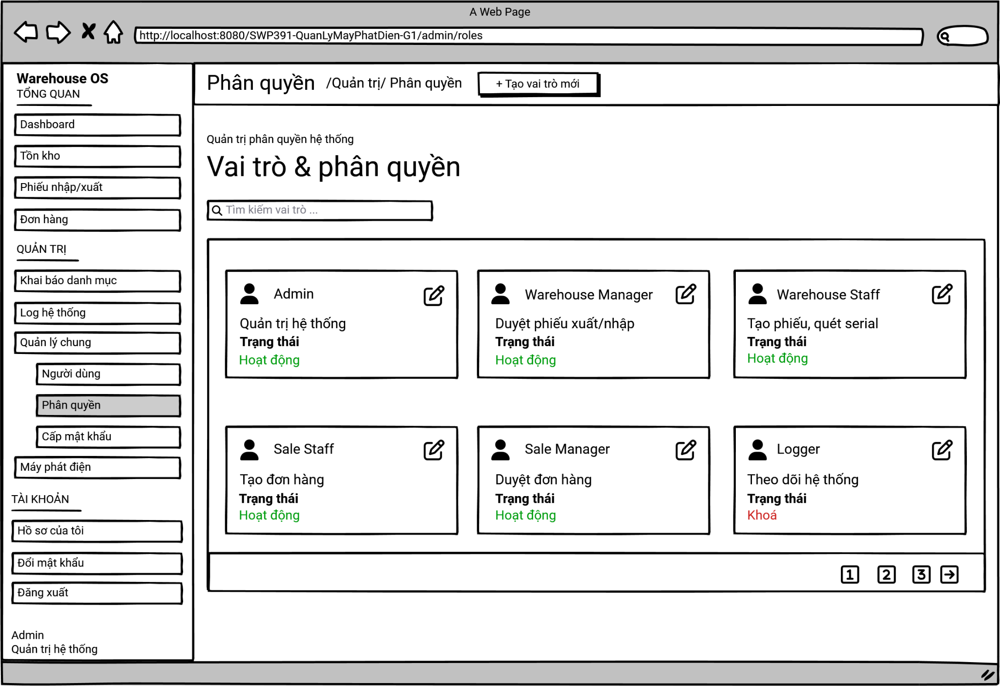 A Web Page
http://localhost:8080/SWP391-QuanLyMayPhatDien-G1/admin/roles
Warehouse OS
TỔNG QUAN
Dashboard
Tồn kho
Phiếu nhập/xuất
Đơn hàng
QUẢN TRỊ
Khai báo danh mục
Log hệ thống
Quản lý chung
Người dùng
Phân quyền
Cấp mật khẩu
Máy phát điện
TÀI KHOẢN
Hồ sơ của tôi
Đổi mật khẩu
Đăng xuất
Admin
Quản trị hệ thống
Phân quyền /Quản trị/ Phân quyền + Tạo vai trò mới
Quản trị phân quyền hệ thống
Vai trò & phân quyền
Tìm kiếm vai trò ...
Admin
Quản trị hệ thống
Trạng thái
Hoạt động
Warehouse Manager
Duyệt phiếu xuất/nhập
Trạng thái
Hoạt động
Warehouse Staff
Tạo phiếu, quét serial
Trạng thái
Hoạt động
Sale Staff
Tạo đơn hàng
Trạng thái
Hoạt động
Sale Manager
Duyệt đơn hàng
Trạng thái
Hoạt động
Logger
Theo dõi hệ thống
Trạng thái
Khoá
1 2 3